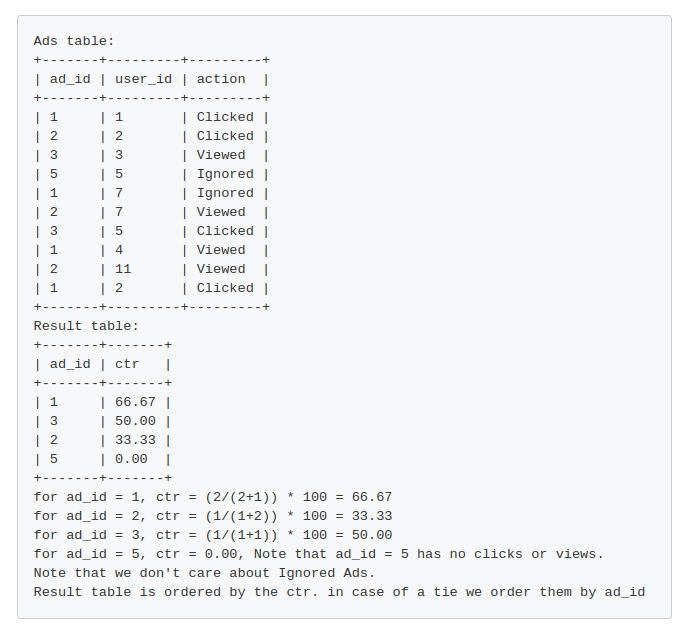 Ads table:
+-------+---------+---------+
| ad_id | user_id | action  |
+-------+---------+---------+
| 1     | 1       | Clicked |
| 2     | 2       | Clicked |
| 3     | 3       | Viewed  |
| 5     | 5       | Ignored |
| 1     | 7       | Ignored |
| 2     | 7       | Viewed  |
| 3     | 5       | Clicked |
| 1     | 4       | Viewed  |
| 2     | 11      | Viewed  |
| 1     | 2       | Clicked |
+-------+---------+---------+
Result table:
+-------+-------+
| ad_id | ctr   |
+-------+-------+
| 1     | 66.67 |
| 3     | 50.00 |
| 2     | 33.33 |
| 5     | 0.00  |
+-------+-------+
for ad_id = 1, ctr = (2/(2+1)) * 100 = 66.67
for ad_id = 2, ctr = (1/(1+2)) * 100 = 33.33
for ad_id = 3, ctr = (1/(1+1)) * 100 = 50.00
for ad_id = 5, ctr = 0.00, Note that ad_id = 5 has no clicks or views.
Note that we don't care about Ignored Ads.
Result table is ordered by the ctr. in case of a tie we order them by ad_id